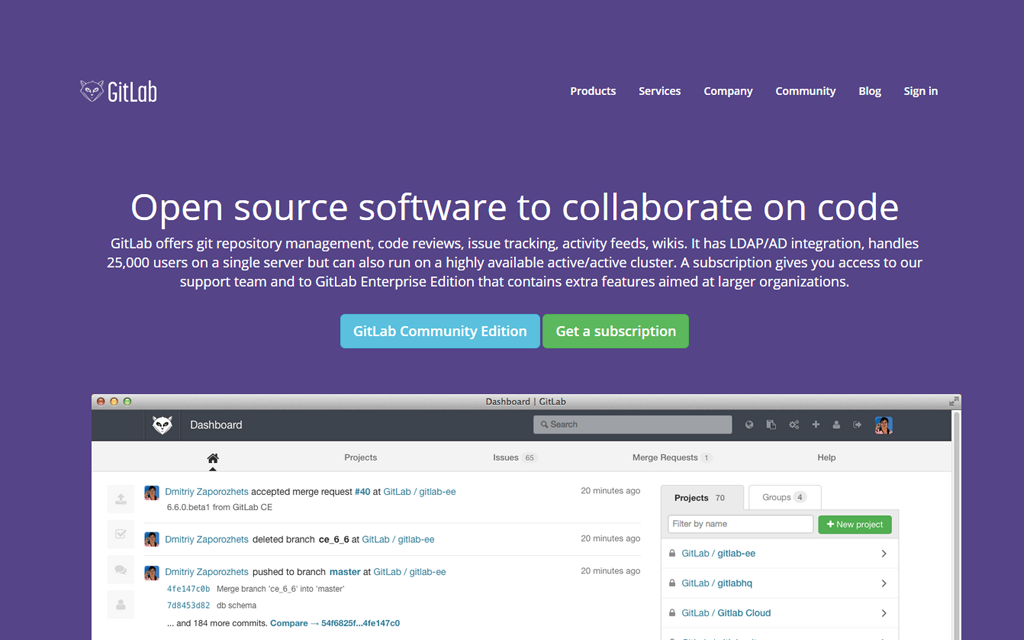 GitLab
Products Services Company Community Blog Sign in
Open source software to collaborate on code
GitLab offers git repository management, code reviews, issue tracking, activity feeds, wikis. It has LDAP/AD integration, handles
25,000 users on a single server but can also run on a highly available active/active cluster. A subscription gives you access to our
support team and to GitLab Enterprise Edition that contains extra features aimed at larger organizations.
GitLab Community Edition Get a subscription
Dashboard | GitLab
Dashboard Search
Projects Issues 65 Merge Requests 1 Help
Dmitriy Zaporozhets accepted merge request #40 at GitLab / gitlab-ee 20 minutes ago
6.6.0.beta1 from GitLab CE
Projects 70 Groups 4
Filter by name + New project
Dmitriy Zaporozhets deleted branch ce_6_6 at GitLab / gitlab-ee 20 minutes ago
GitLab / gitlab-ee
Dmitriy Zaporozhets pushed to branch master at GitLab / gitlab-ee 20 minutes ago
4fe147c0b Merge branch 'ce_6_6' into 'master'
GitLab / gitlabhq
7d8453d82 db schema
GitLab / Gitlab Cloud
... and 184 more commits. Compare → 54f6825f...4fe147c0